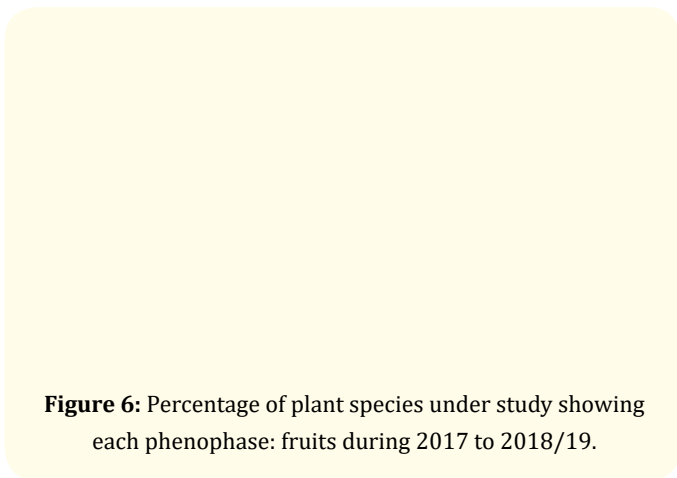 Figure 6: Percentage of plant species under study showing
each phenophase: fruits during 2017 to 2018/19.